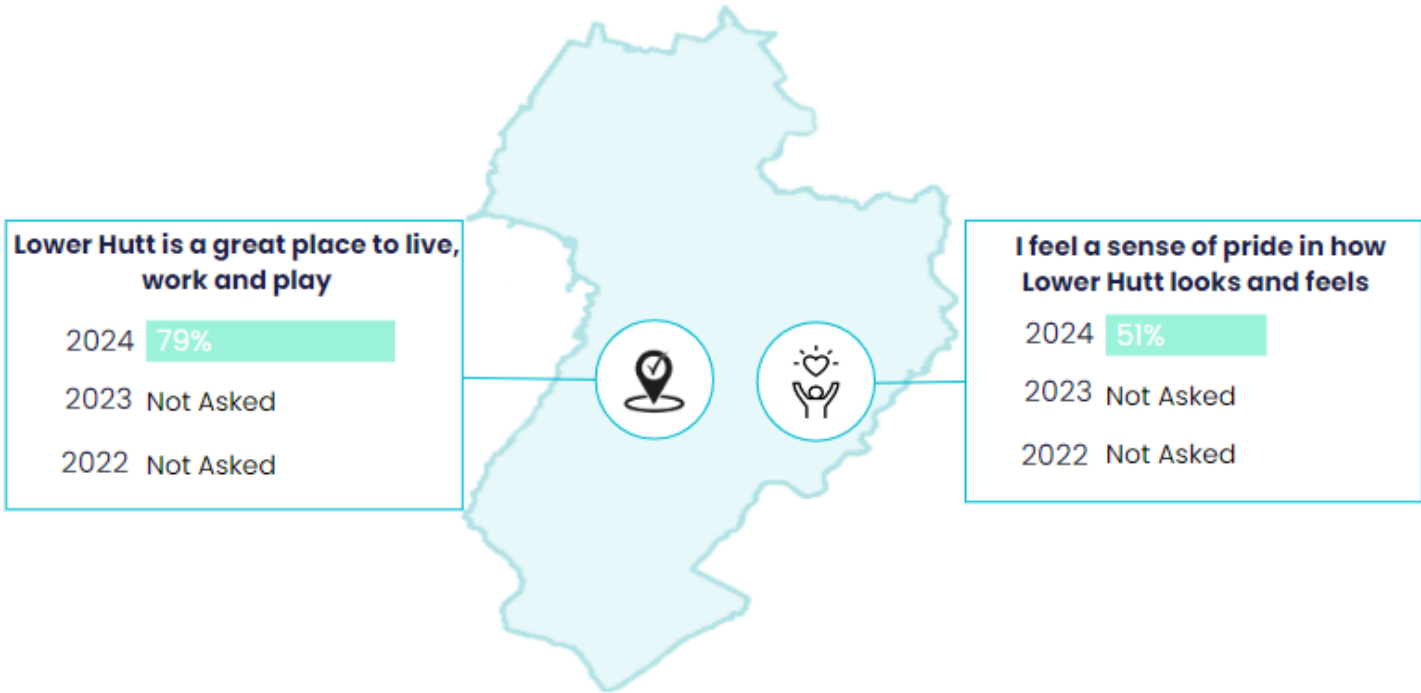 Lower Hutt is a great place to live,
work and play
2024 79%
2023 Not Asked
2022 Not Asked
I feel a sense of pride in how
Lower Hutt looks and feels
2024 51%
2023 Not Asked
2022 Not Asked